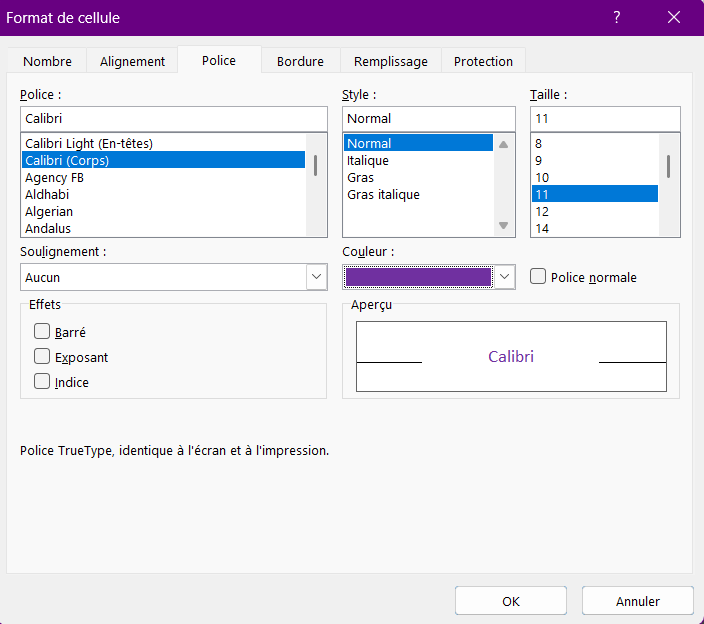 Format de cellule ?
Nombre Alignement Police Bordure Remplissage Protection
Police : Style : Taille :
Calibri Normal 11
Calibri Light (En-têtes) Normal 8
Calibri (Corps) Italique 9
Agency FB Gras 10
Aldhabi Gras italique 11
Algerian 12
Andalus 14
Soulignement : Couleur :
Aucun Police normale
Effets Aperçu
Barré
Exposant Calibri
Indice
Police TrueType, identique à l'écran et à l'impression.
OK Annuler